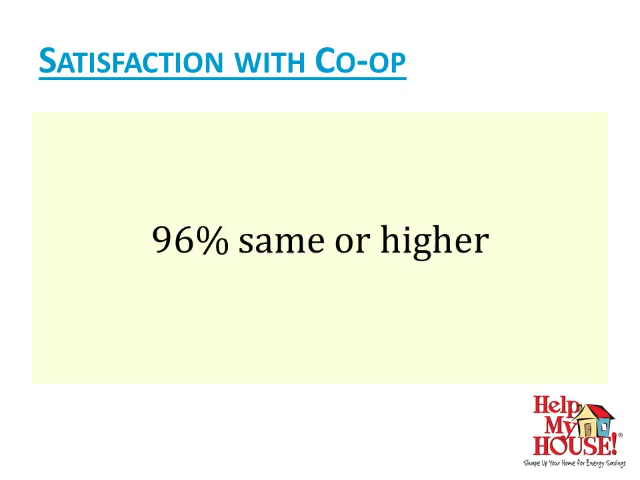 SATISFACTION WITH CO-OP
96% same or higher
Help
My
HOUSE!®
Shape Up Your Home for Energy Savings